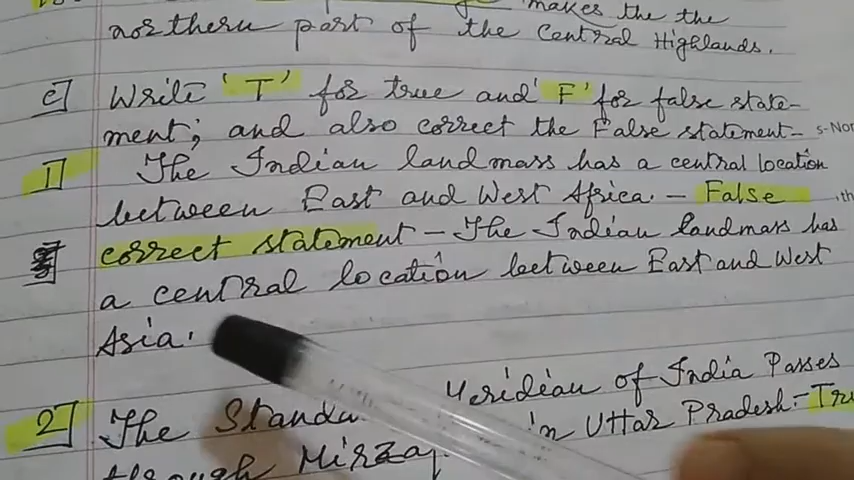 makes the the
northern part of the Central Highlands.
c] Write 'T' for true and 'F' for false state-
ment; and also correct the False statement-
s-Nor
1] The Indian landmass has a central location
between East and West Africa. - False
th
correct statement - The Indian landmass has
a central location between East and West
Asia.
2] The Standa Meridian of India Passes
through Mirzap in Uttar Pradesh.- Tru